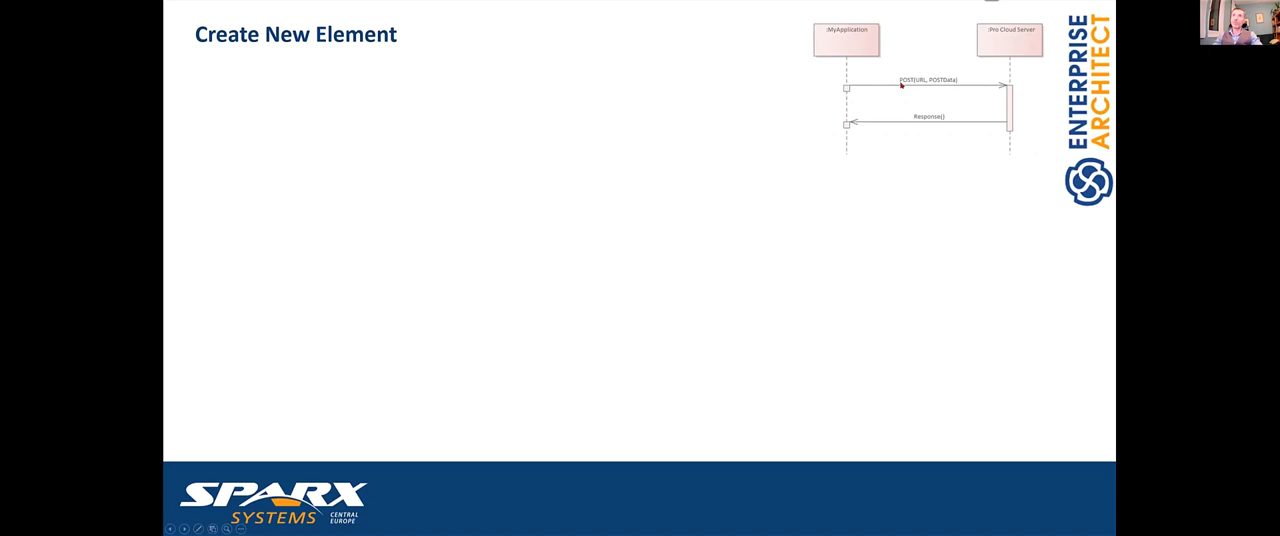 Create New Element
:MyApplication
:Pro Cloud Server
POST(URL, POSTData)
Response()
ENTERPRISE
ARCHITECT
SPARX
SYSTEMS
CENTRAL
EUROPE